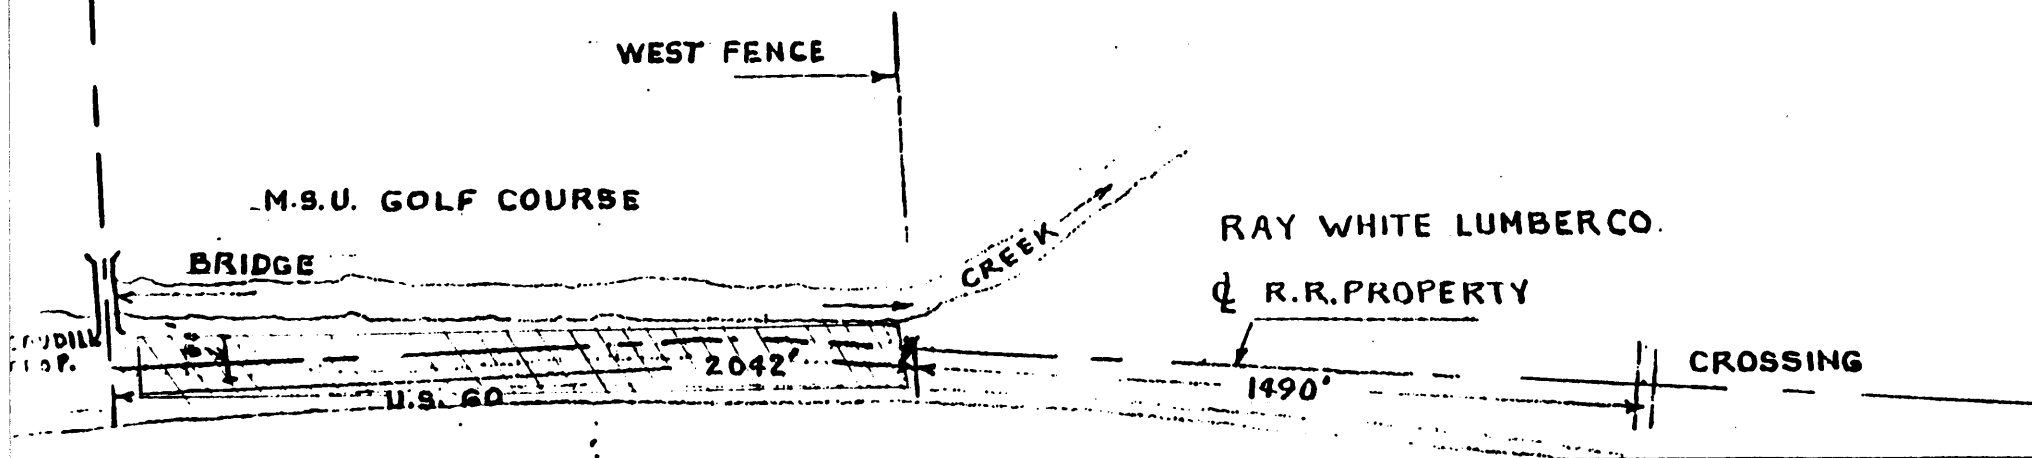 WEST FENCE
M.S.U. GOLF COURSE
BRIDGE
CREEK
RAY WHITE LUMBER CO.
℄ R.R. PROPERTY
CROSSING
2042'
1490'
U.S. 60